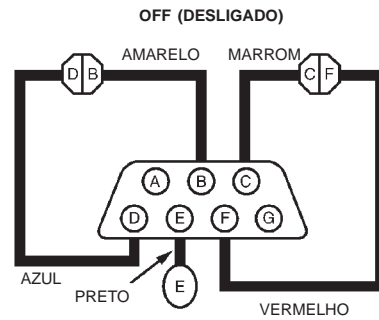 OFF (DESLIGADO)
AMARELO MARROM
D B C F
A B C
D E F G
AZUL
PRETO E
VERMELHO